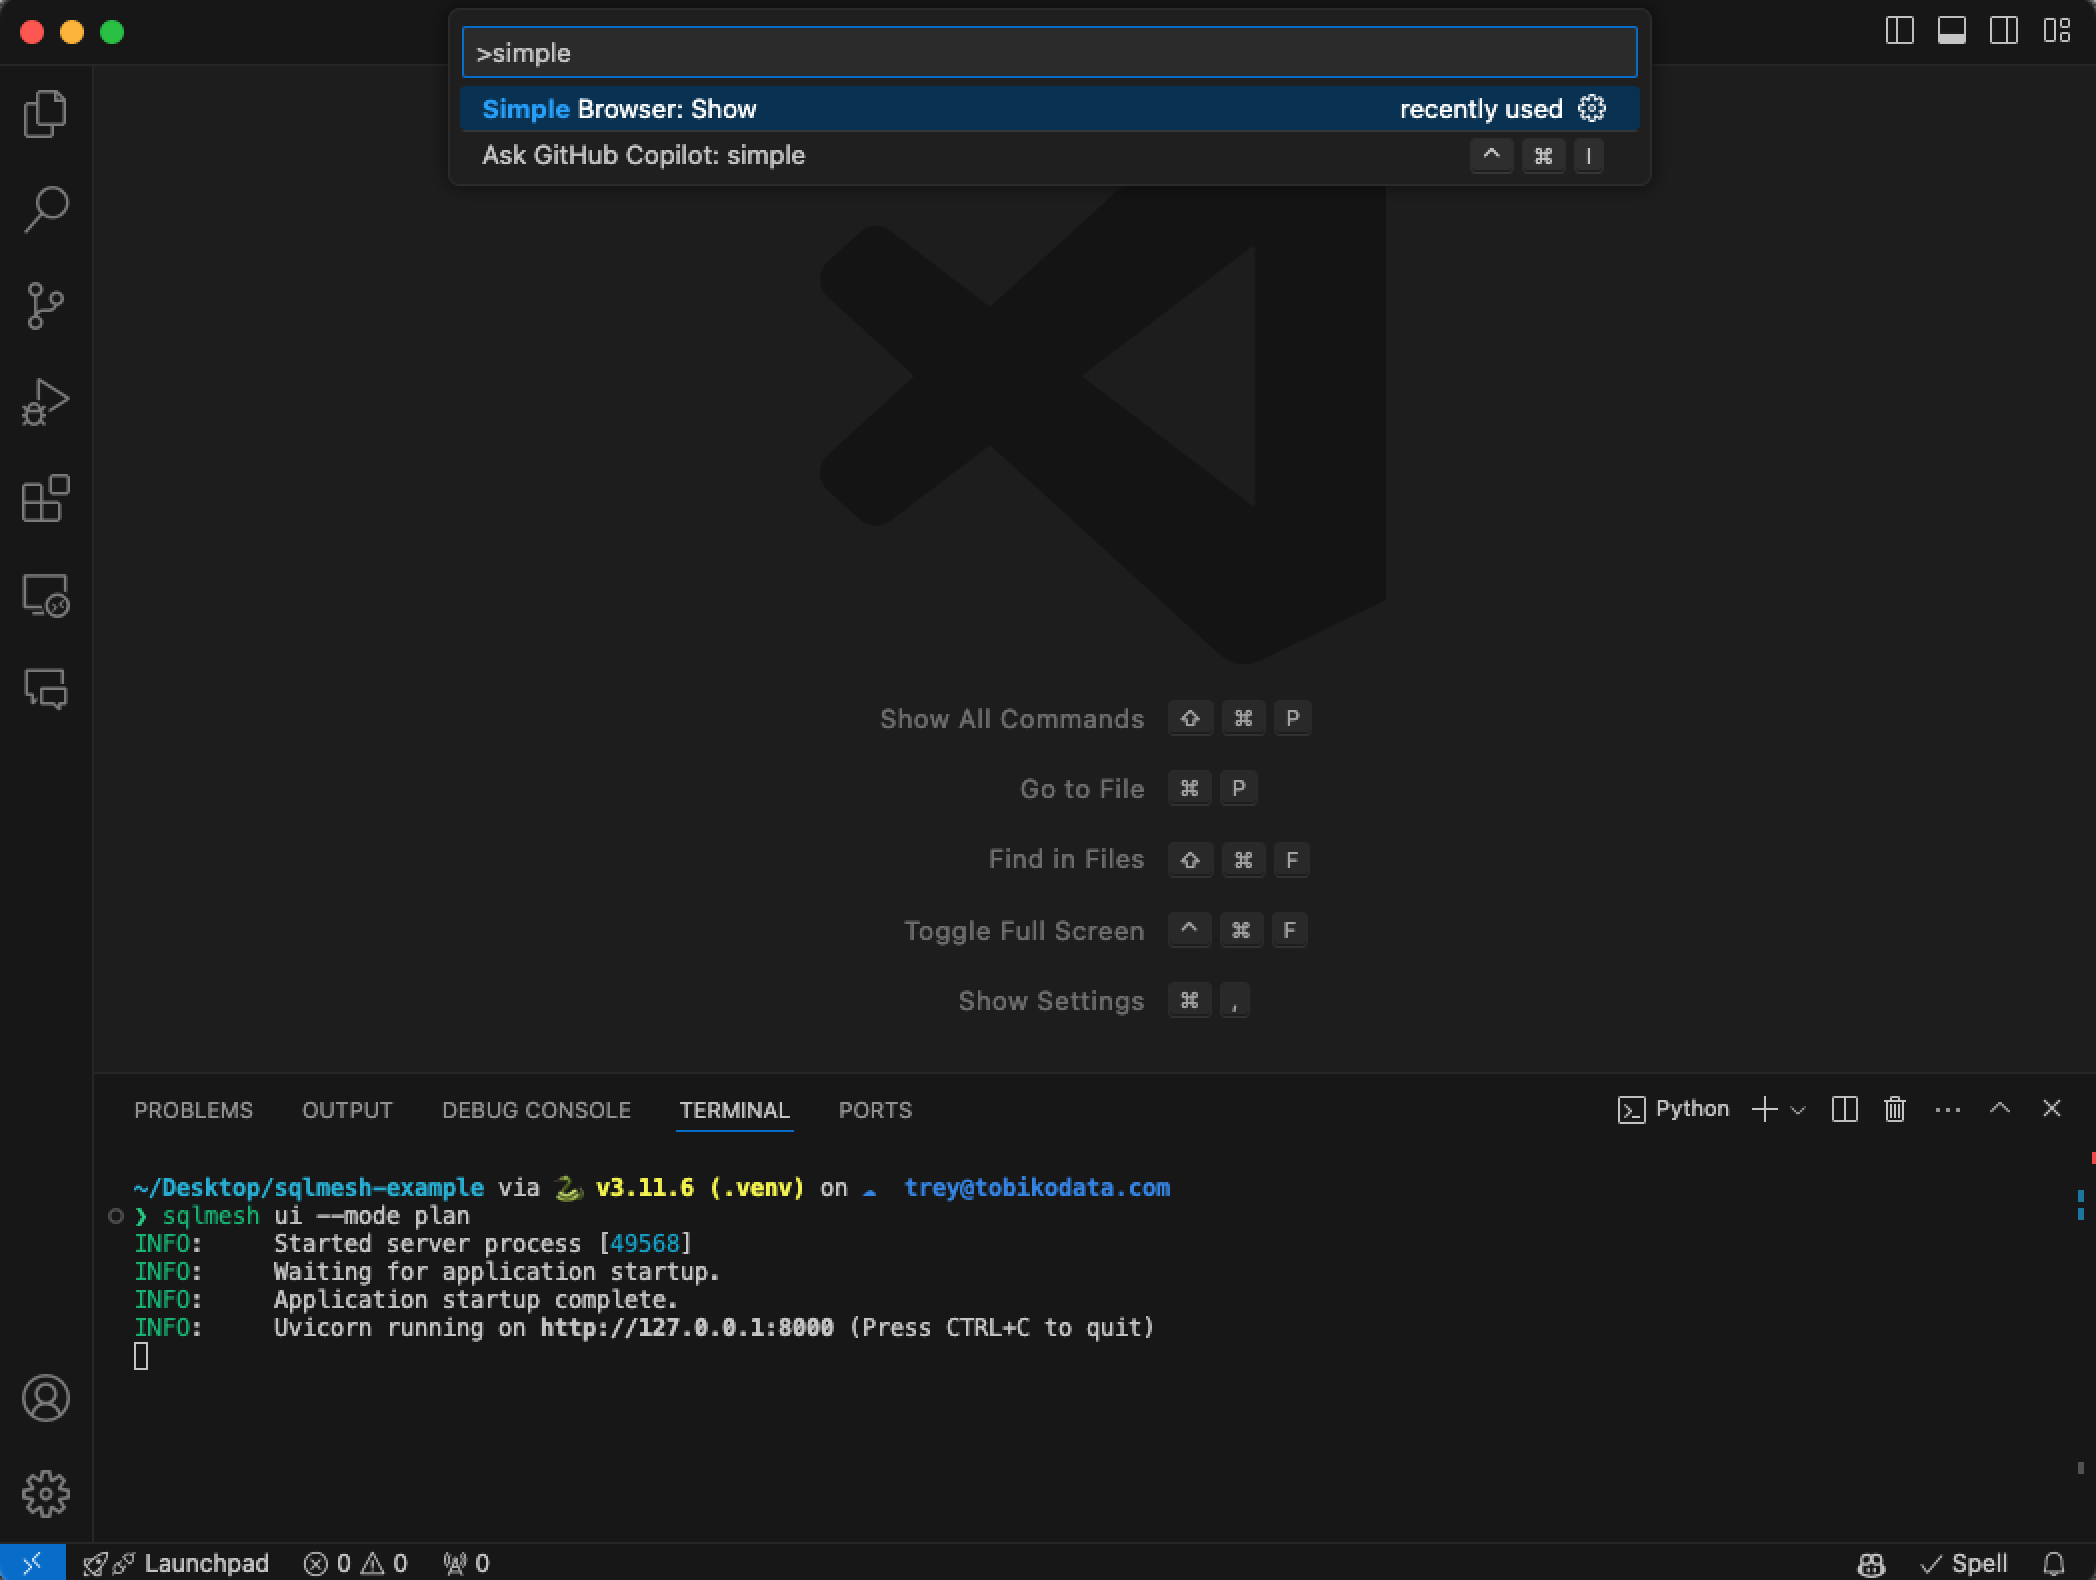 >simple
Simple Browser: Show recently used
Ask GitHub Copilot: simple ^ ⌘ I
Show All Commands ⇧ ⌘ P
Go to File ⌘ P
Find in Files ⇧ ⌘ F
Toggle Full Screen ^ ⌘ F
Show Settings ⌘ ,
PROBLEMS OUTPUT DEBUG CONSOLE TERMINAL PORTS Python
~/Desktop/sqlmesh-example via 🐍 v3.11.6 (.venv) on ☁ trey@tobikodata.com
❯ sqlmesh ui --mode plan
INFO: Started server process [49568]
INFO: Waiting for application startup.
INFO: Application startup complete.
INFO: Uvicorn running on http://127.0.0.1:8000 (Press CTRL+C to quit)
Launchpad 0 0 0 Spell